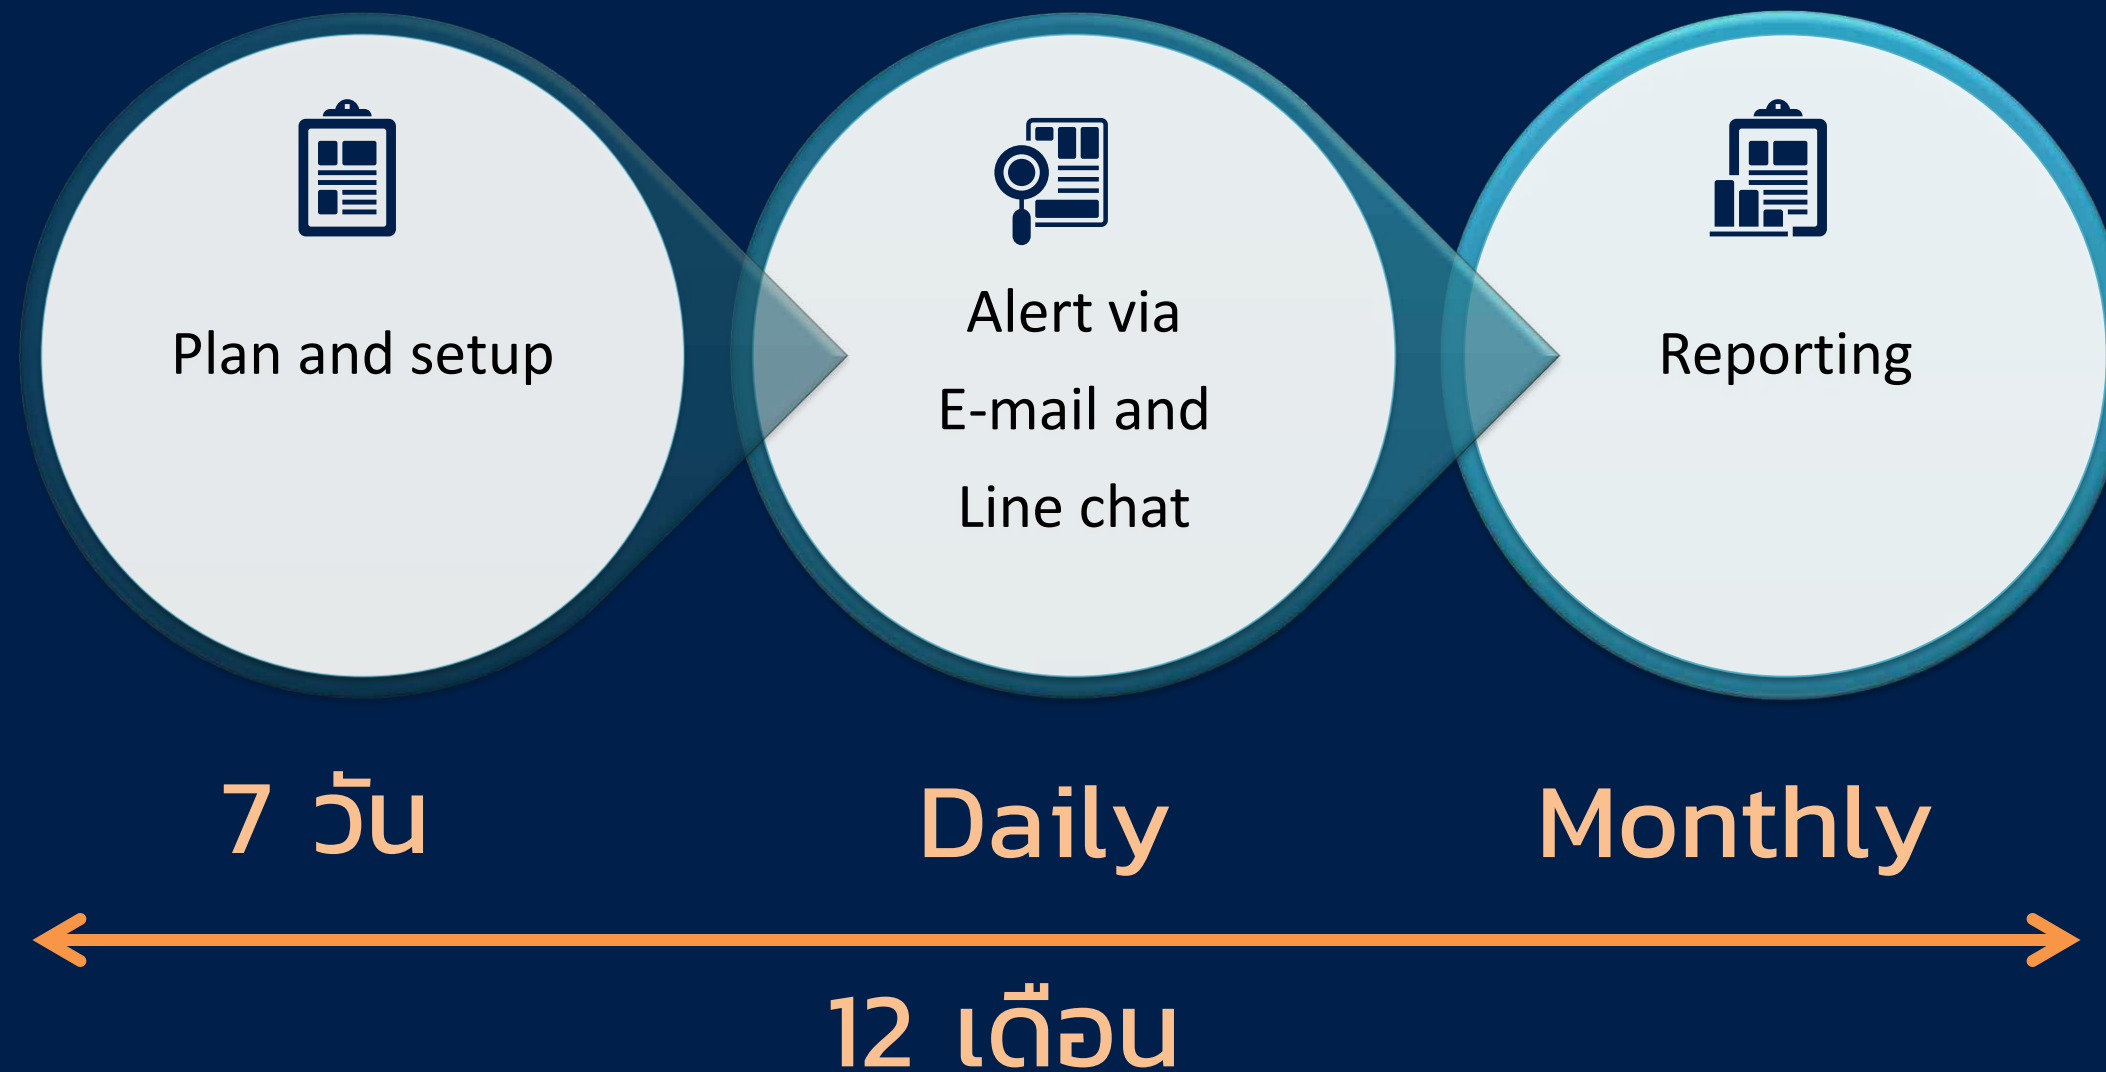 Plan and setup
Alert via
E-mail and
Line chat
Reporting
7 วัน
Daily
Monthly
12 เดือน